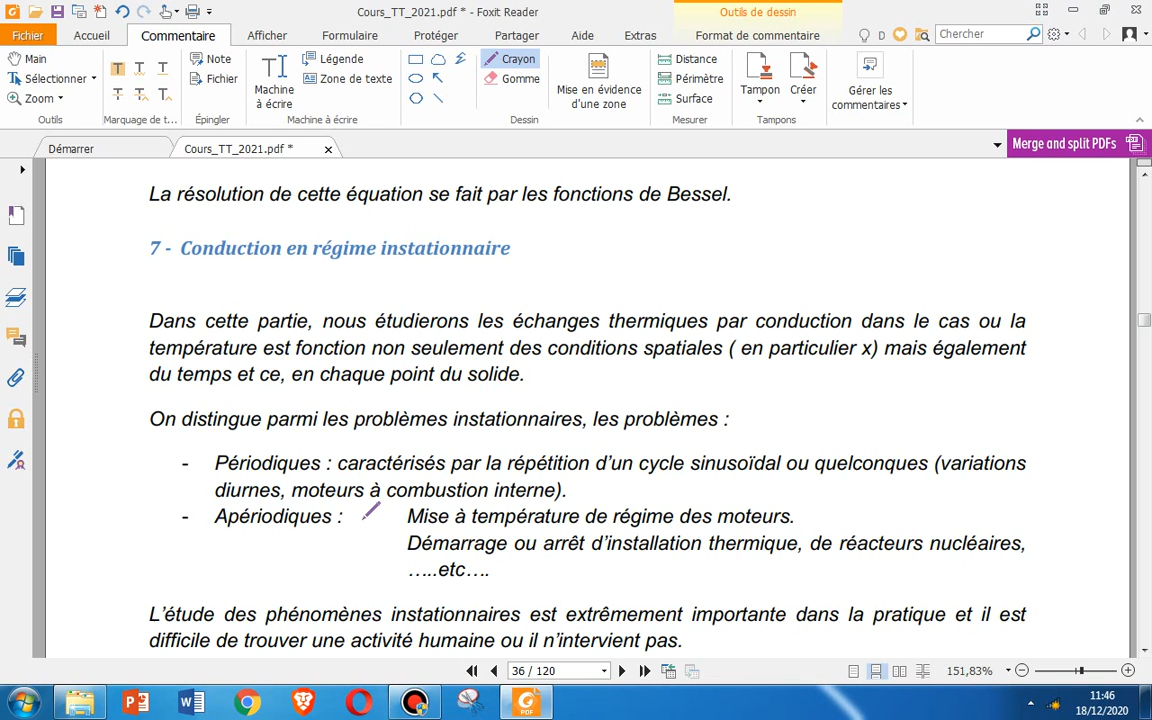 Cours_TT_2021.pdf * - Foxit Reader
Outils de dessin
Fichier Accueil Commentaire Afficher Formulaire Protéger Partager Aide Extras Format de commentaire D Chercher
Main
Sélectionner
Zoom
Outils
Marquage de t...
Note
Fichier
Épingler
Machine
à écrire
Légende
Zone de texte
Machine à écrire
Crayon
Gomme
Mise en évidence
d'une zone
Dessin
Distance
Périmètre
Surface
Mesurer
Tampon
Créer
Tampons
Gérer les
commentaires
Démarrer
Cours_TT_2021.pdf *
Merge and split PDFs
La résolution de cette équation se fait par les fonctions de Bessel.
7 - Conduction en régime instationnaire
Dans cette partie, nous étudierons les échanges thermiques par conduction dans le cas ou la
température est fonction non seulement des conditions spatiales ( en particulier x) mais également
du temps et ce, en chaque point du solide.
On distingue parmi les problèmes instationnaires, les problèmes :
- Périodiques : caractérisés par la répétition d'un cycle sinusoïdal ou quelconques (variations
diurnes, moteurs à combustion interne).
- Apériodiques : Mise à température de régime des moteurs.
Démarrage ou arrêt d'installation thermique, de réacteurs nucléaires,
…..etc….
L'étude des phénomènes instationnaires est extrêmement importante dans la pratique et il est
difficile de trouver une activité humaine ou il n'intervient pas.
36 / 120
151,83%
PDF
11:46
18/12/2020